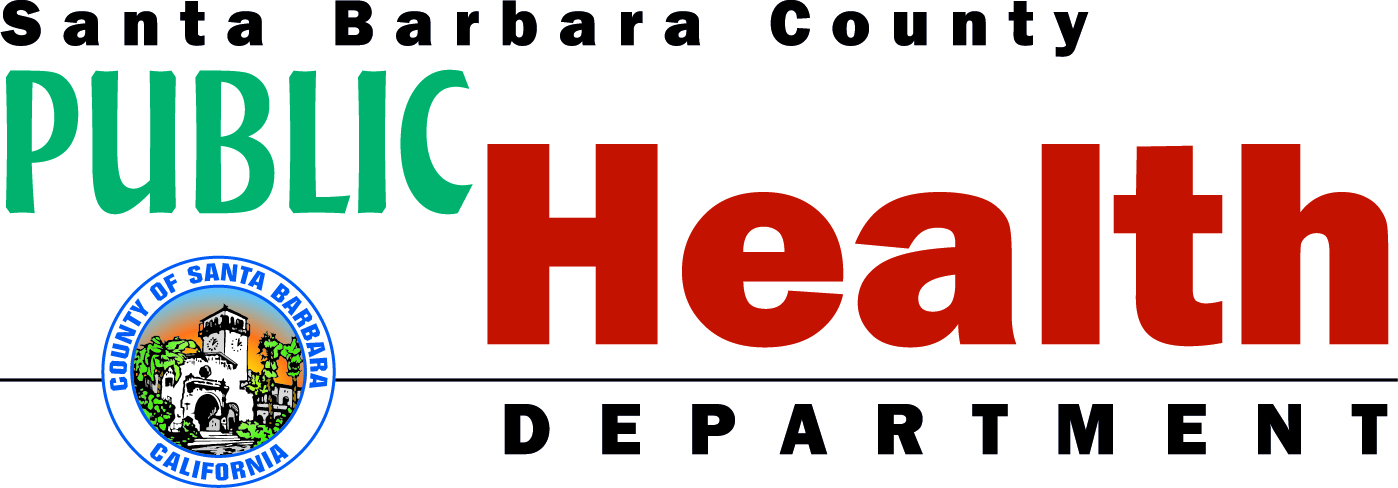 Santa Barbara County
PUBLIC
Health
COUNTY OF SANTA BARBARA
CALIFORNIA
DEPARTMENT